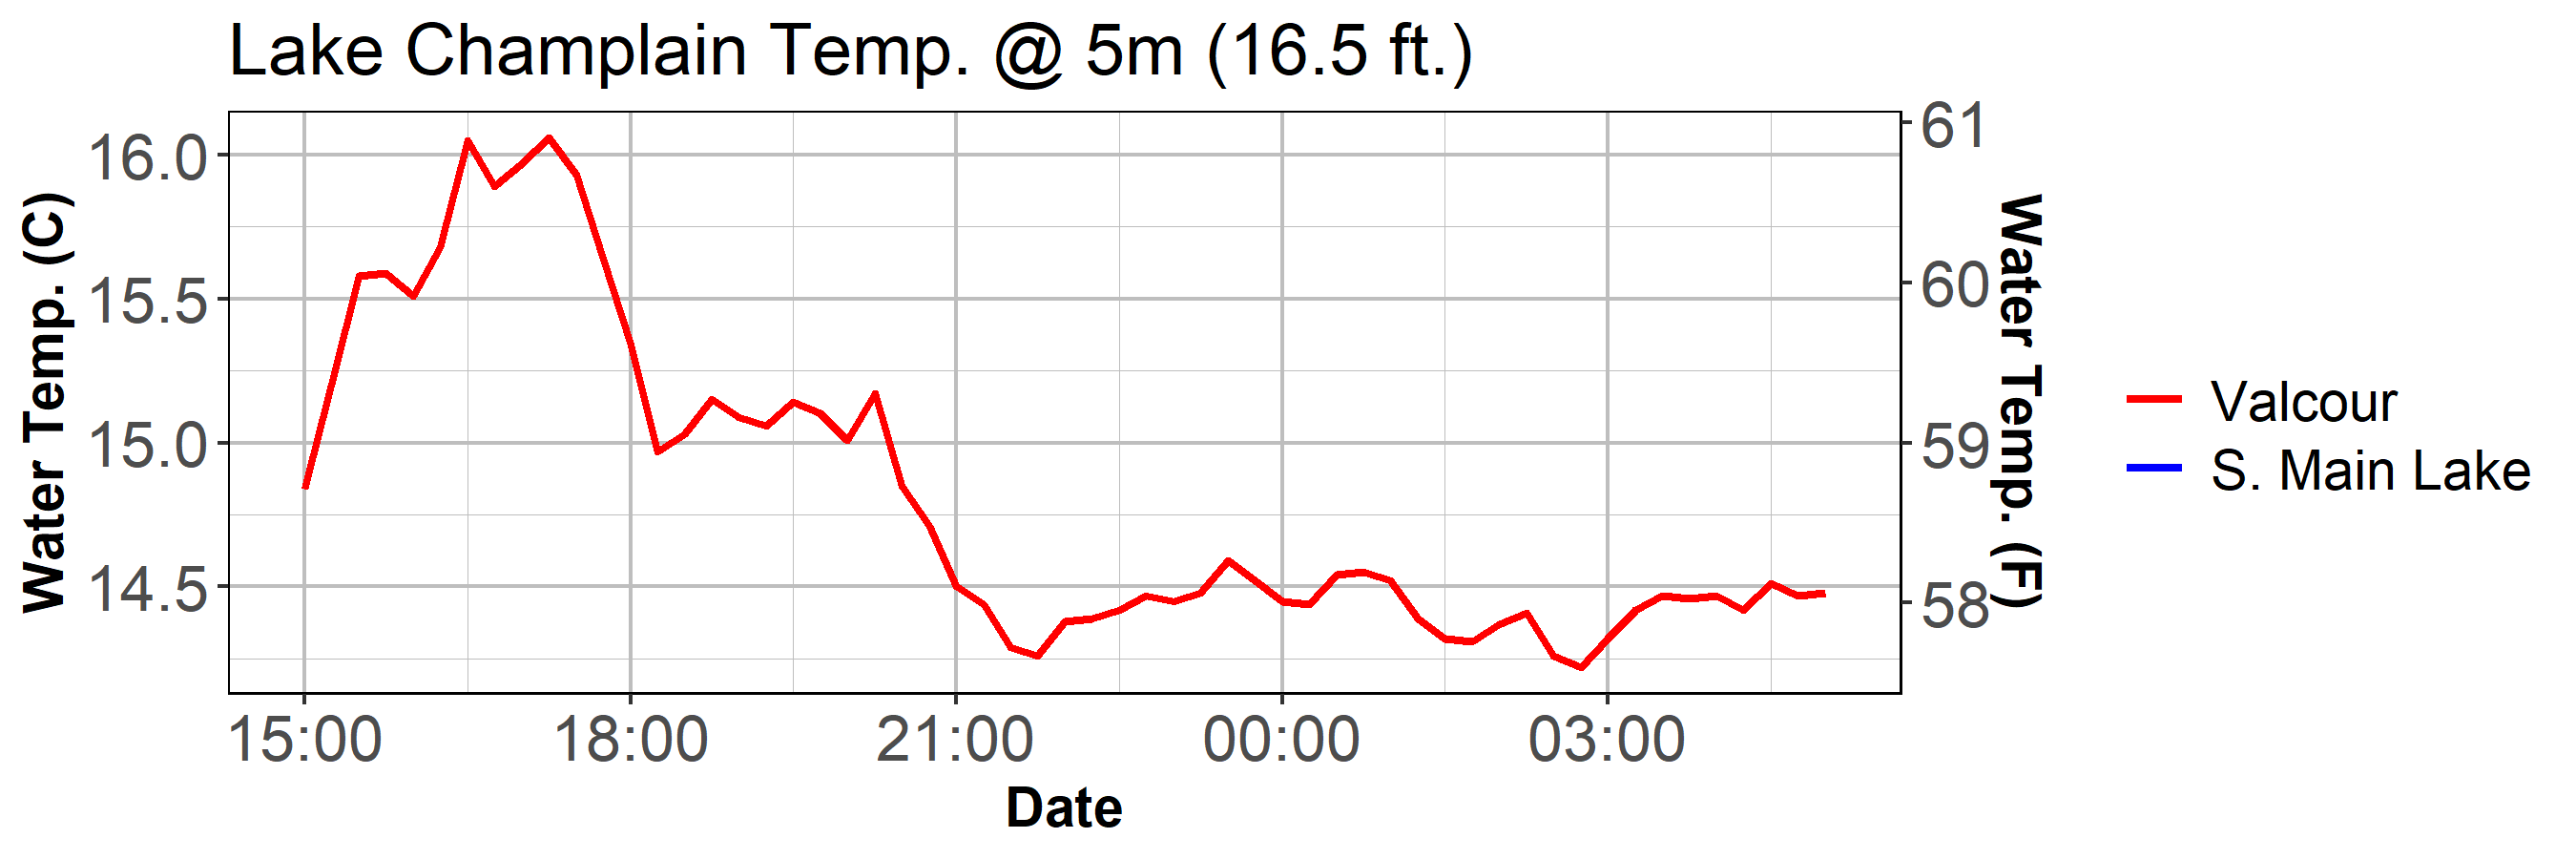 Lake Champlain Temp. @ 5m (16.5 ft.)
Water Temp. (C)
16.0
15.5
15.0
14.5
61
60
59
58
Water Temp. (F)
15:00 18:00 21:00 00:00 03:00
Date
Valcour
S. Main Lake